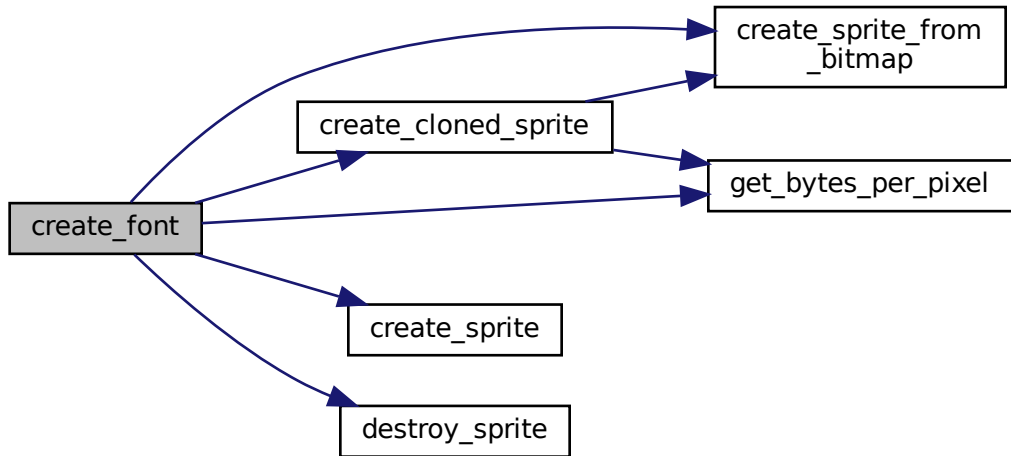 create_sprite_from
_bitmap
create_cloned_sprite
get_bytes_per_pixel
create_font
create_sprite
destroy_sprite